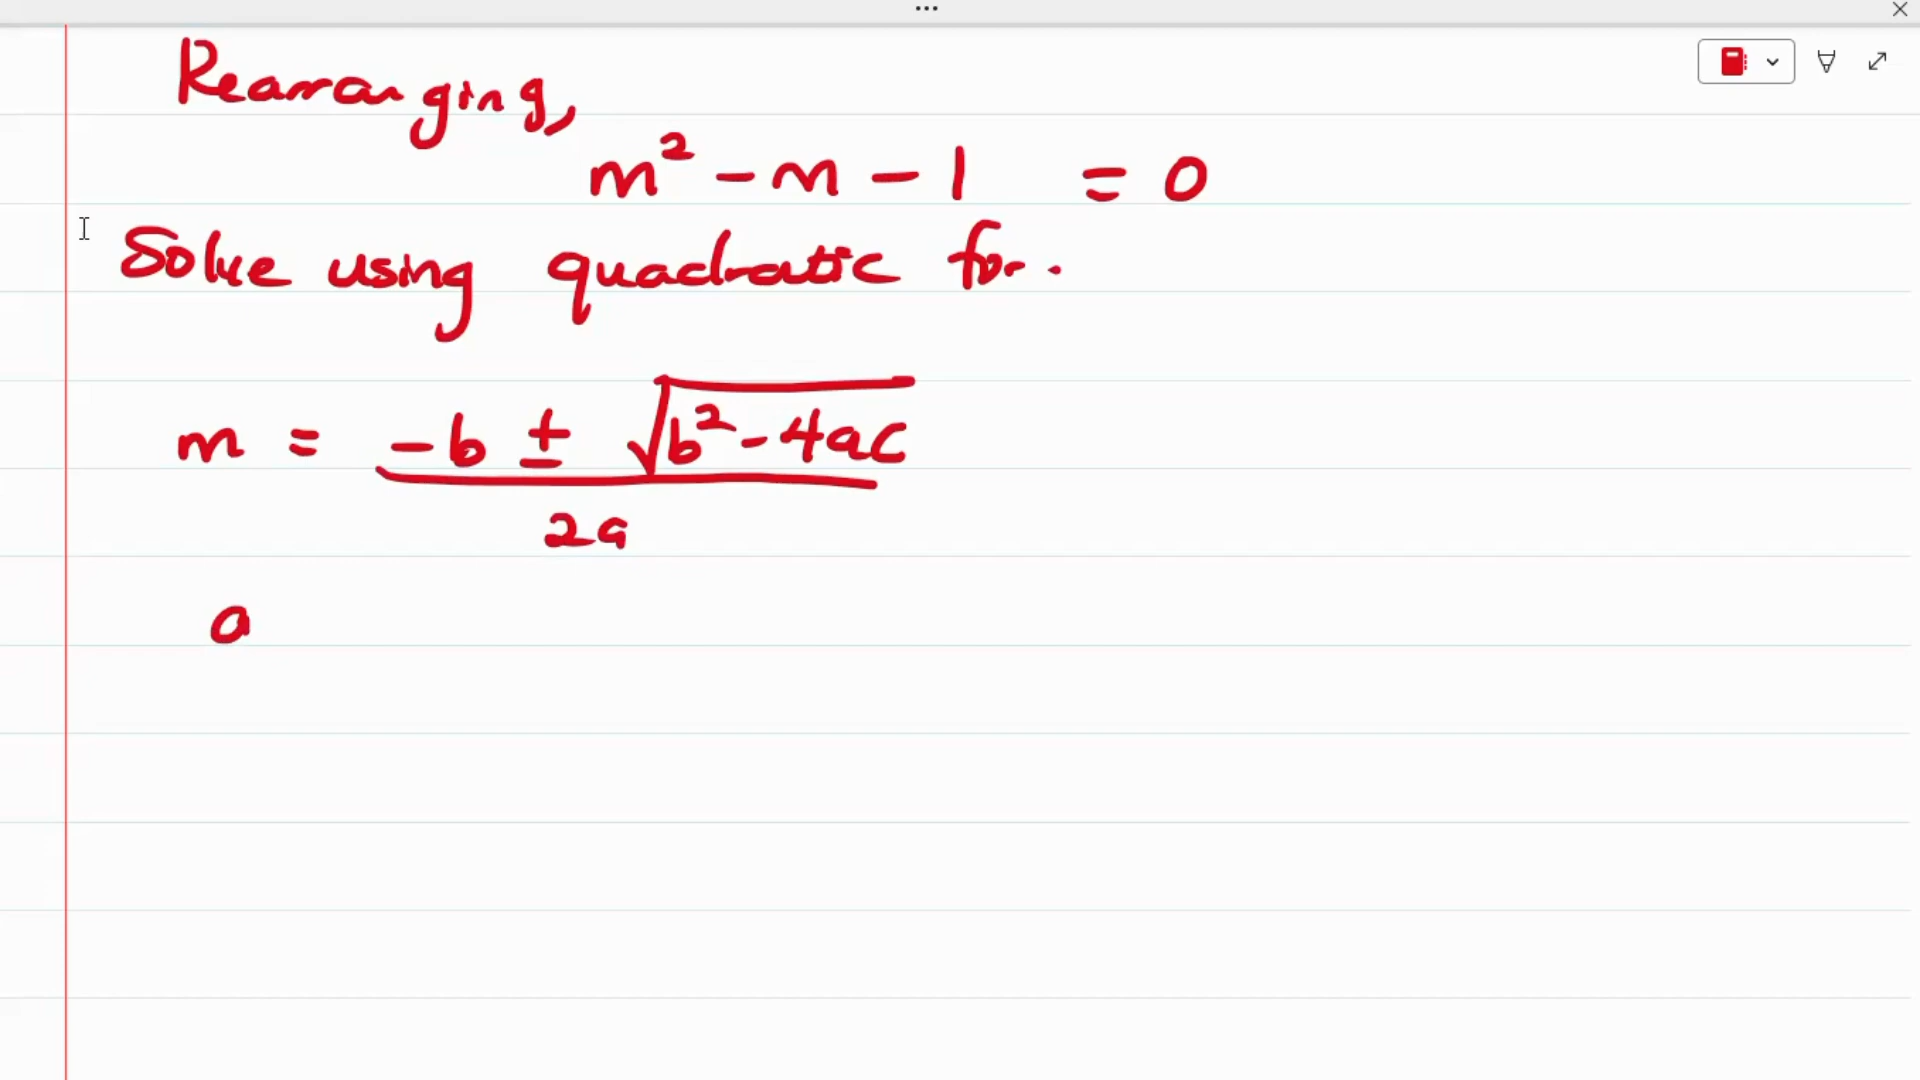 Rearranging,
m² - m - 1 = 0
Solve using quadratic for.
m = -b ± √b² - 4ac
2a
a